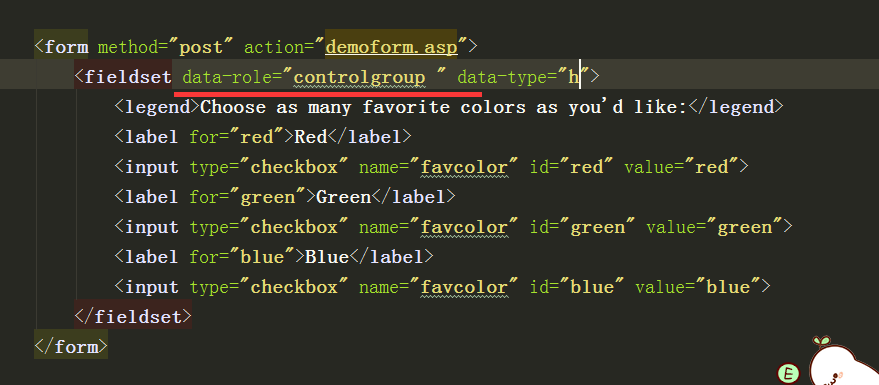 <form method="post" action="demoform.asp">
<fieldset data-role="controlgroup " data-type="h">
<legend>Choose as many favorite colors as you'd like:</legend>
<label for="red">Red</label>
<input type="checkbox" name="favcolor" id="red" value="red">
<label for="green">Green</label>
<input type="checkbox" name="favcolor" id="green" value="green">
<label for="blue">Blue</label>
<input type="checkbox" name="favcolor" id="blue" value="blue">
</fieldset>
</form>
E